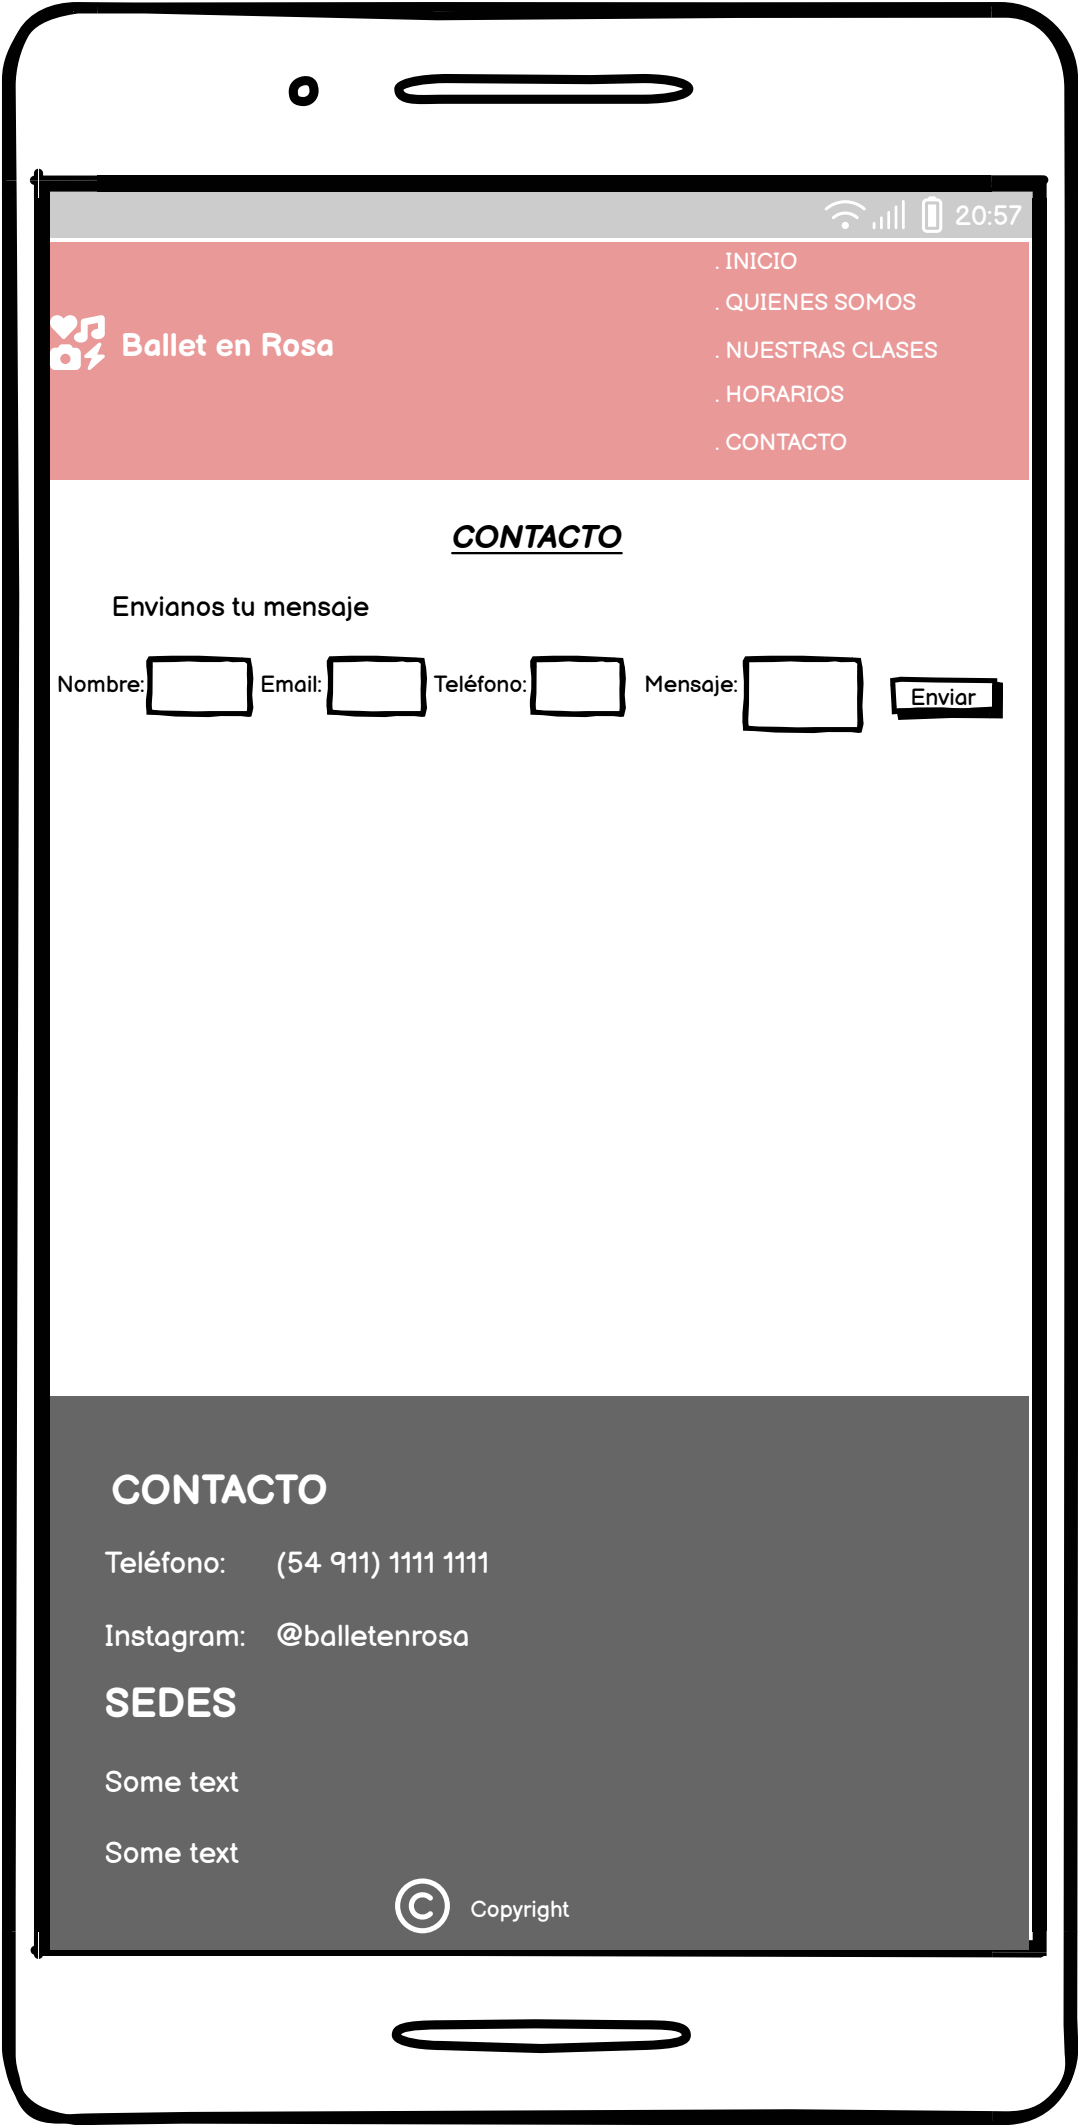 20:57
. INICIO
. QUIENES SOMOS
Ballet en Rosa
. NUESTRAS CLASES
. HORARIOS
. CONTACTO
CONTACTO
Envianos tu mensaje
Nombre: Email: Teléfono: Mensaje: Enviar
CONTACTO
Teléfono: (54 911) 1111 1111
Instagram: @balletenrosa
SEDES
Some text
Some text
© Copyright